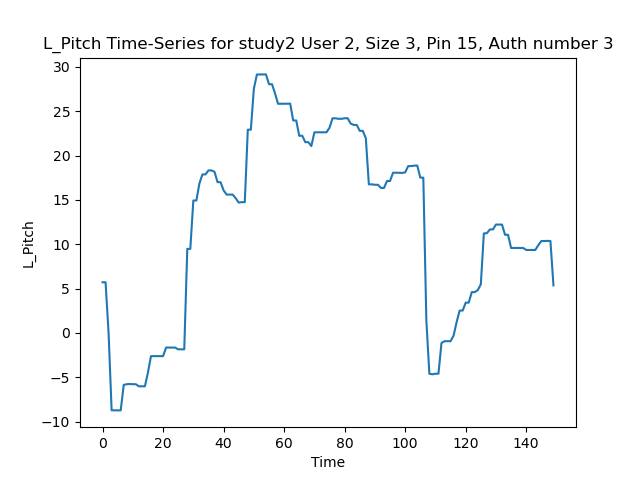 L_Pitch Time-Series for study2 User 2, Size 3, Pin 15, Auth number 3
30
25
20
15
10
5
0
−5
−10
L_Pitch
0 20 40 60 80 100 120 140
Time